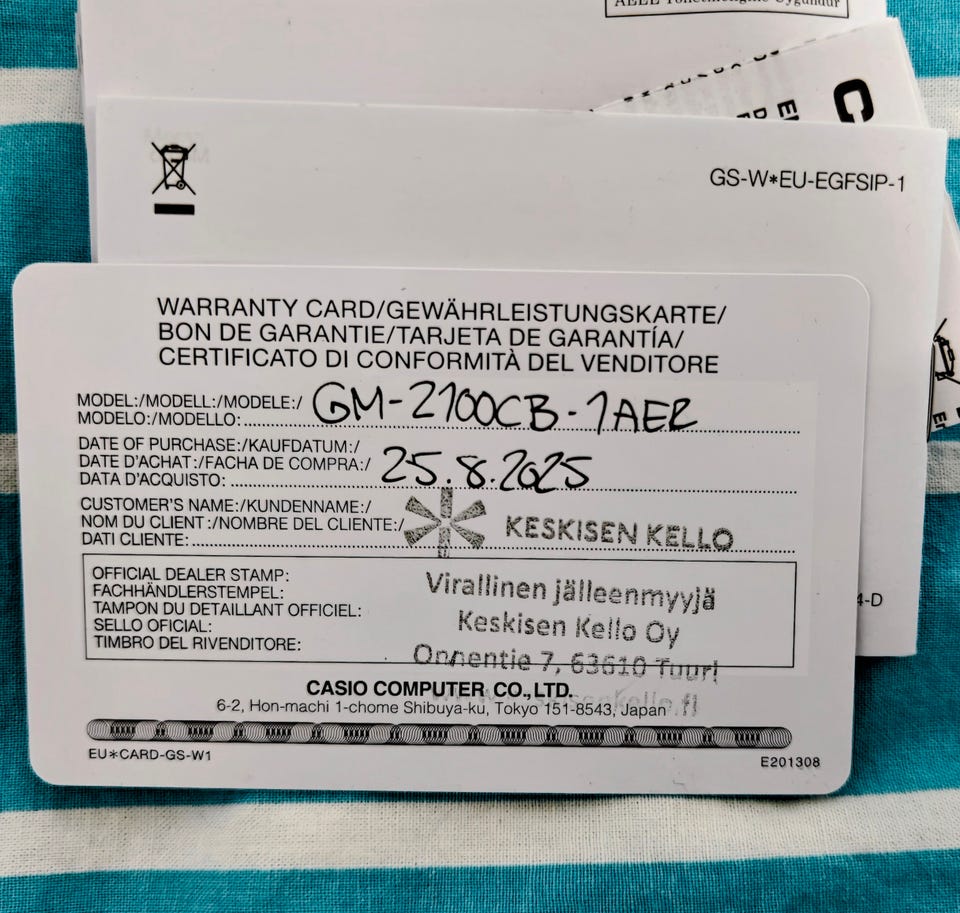 AEEE Yönetmeliğine Uygundur
C
GS-W*EU-EGFSIP-1
WARRANTY CARD/GEWÄHRLEISTUNGSKARTE/
BON DE GARANTIE/TARJETA DE GARANTÍA/
CERTIFICATO DI CONFORMITÀ DEL VENDITORE
MODEL:/MODELL:/MODELE:/
MODELO:/MODELLO: GM-2100CB-1AER
DATE OF PURCHASE:/KAUFDATUM:/
DATE D'ACHAT:/FACHA DE COMPRA:/ 25.8.2025
DATA D'ACQUISTO:
CUSTOMER'S NAME:/KUNDENNAME:/
NOM DU CLIENT:/NOMBRE DEL CLIENTE:/ KESKISEN KELLO
DATI CLIENTE:
OFFICIAL DEALER STAMP:
FACHHÄNDLERSTEMPEL:
TAMPON DU DETAILLANT OFFICIEL:
SELLO OFICIAL:
TIMBRO DEL RIVENDITORE:
Virallinen jälleenmyyjä
Keskisen Kello Oy
Onnentie 7, 63610 Tuuri
4-D
CASIO COMPUTER CO.,LTD.
6-2, Hon-machi 1-chome Shibuya-ku, Tokyo 151-8543, Japan
EU*CARD-GS-W1
E201308